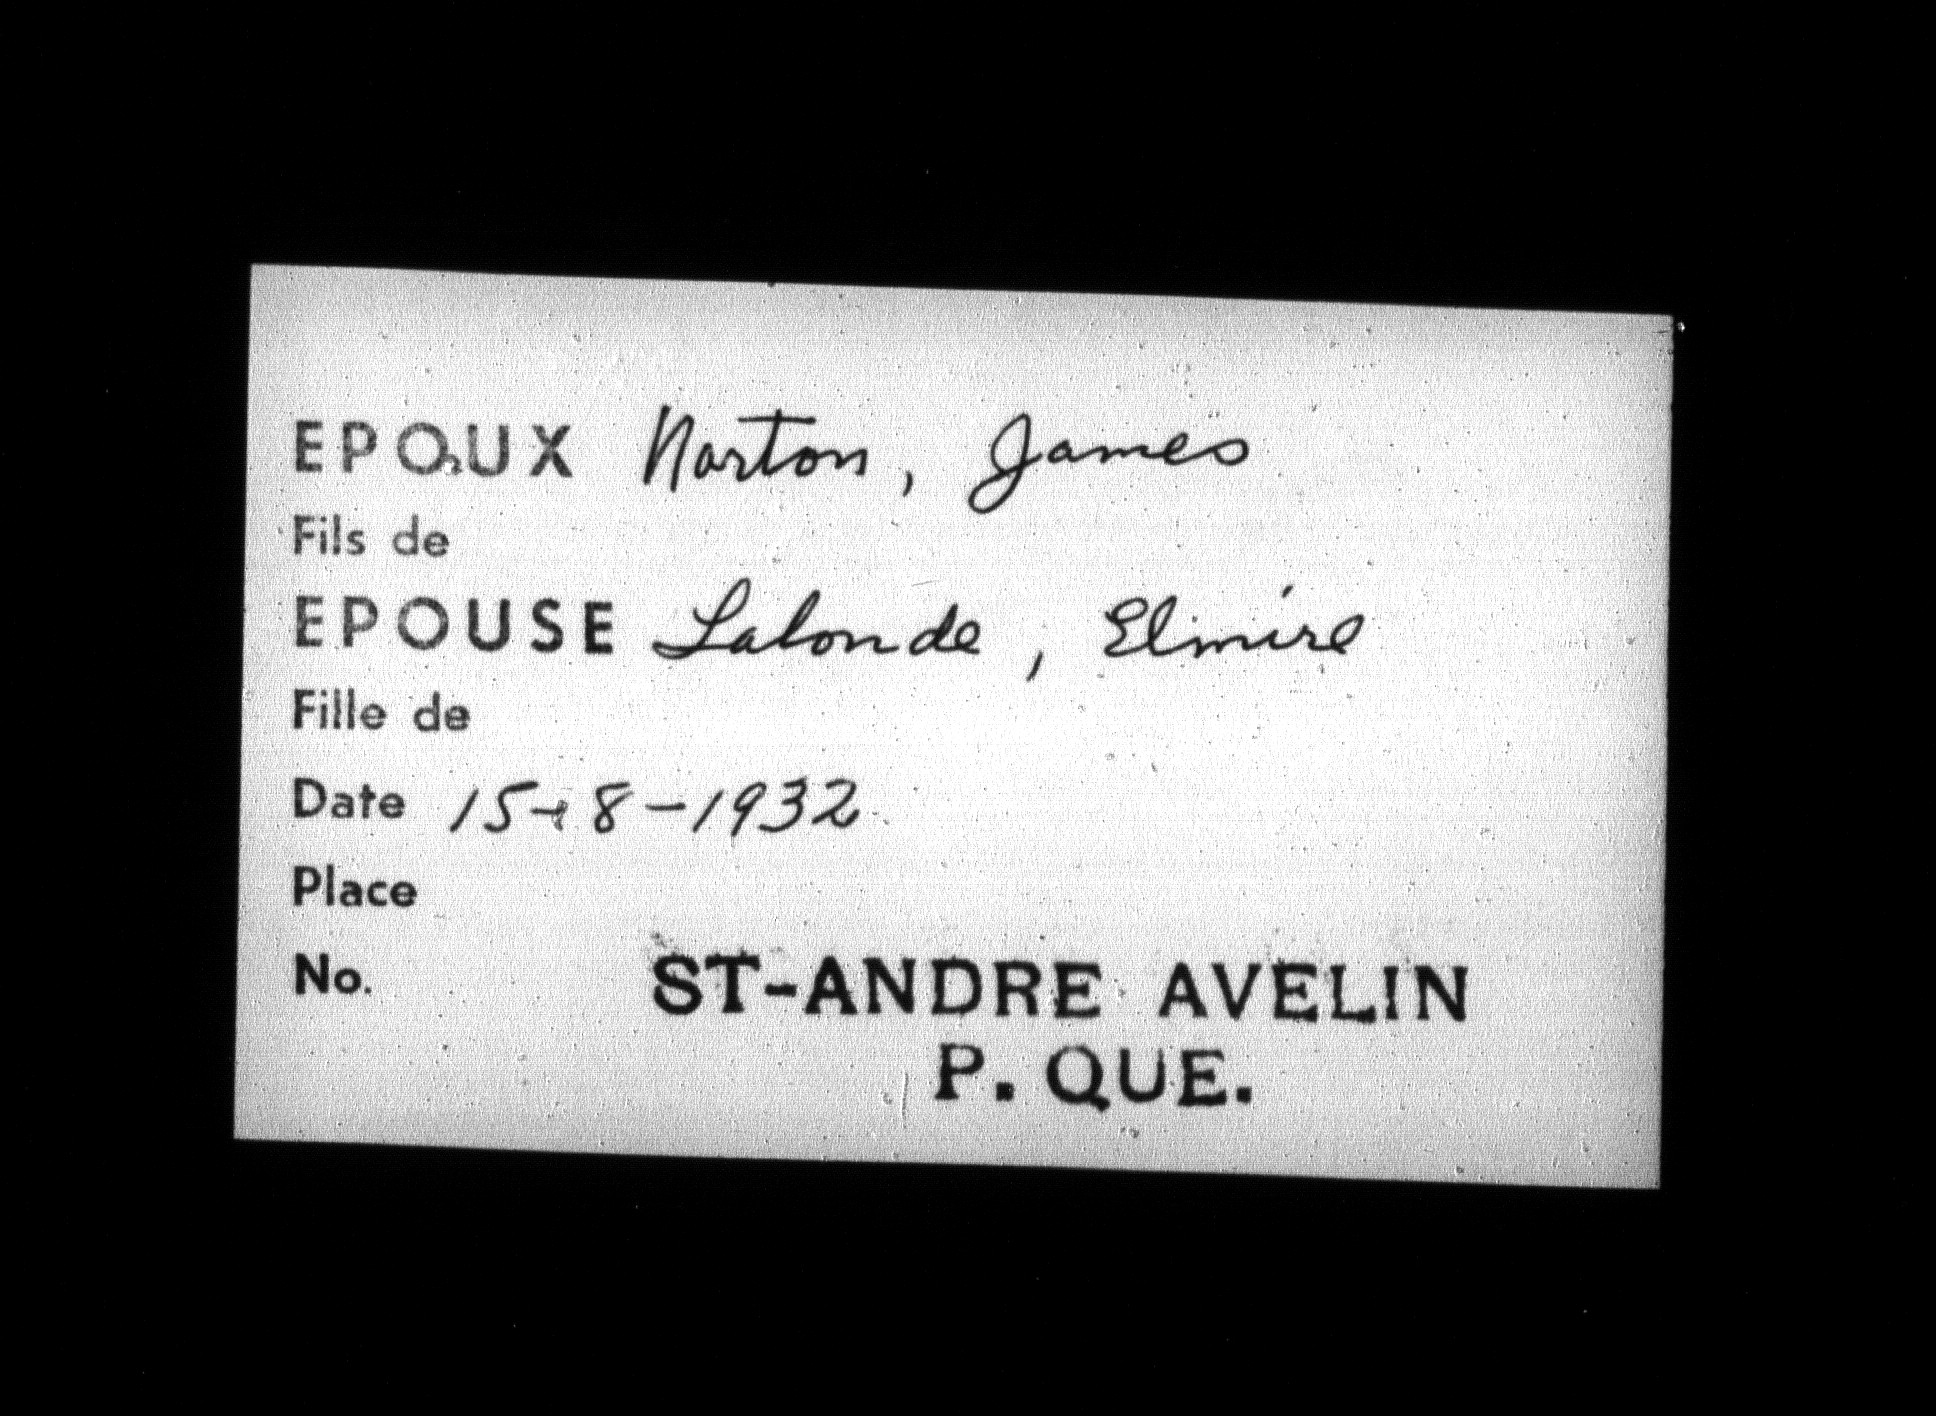 EPOUX Norton, James
Fils de
EPOUSE Lalonde, Elmire
Fille de
Date 15-8-1932
Place
No. ST-ANDRE AVELIN
P. QUE.